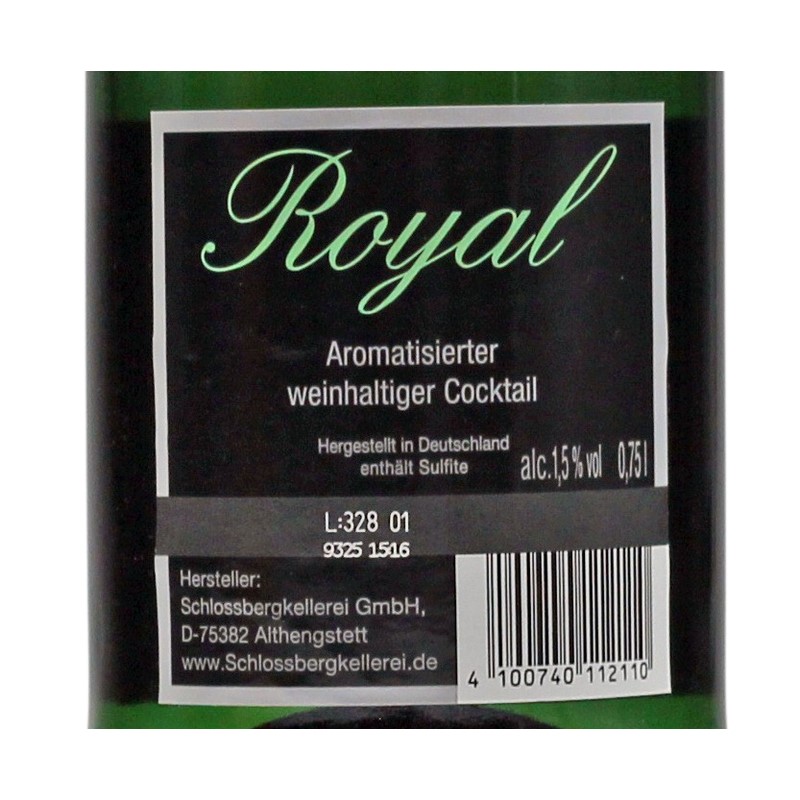 Royal
Aromatisierter
weinhaltiger Cocktail
Hergestellt in Deutschland
enthält Sulfite
alc.1,5 % vol 0,75 l
L:328 01
9325 1516
Hersteller:
Schlossbergkellerei GmbH,
D-75382 Althengstett
www.Schlossbergkellerei.de
4 100740 112110